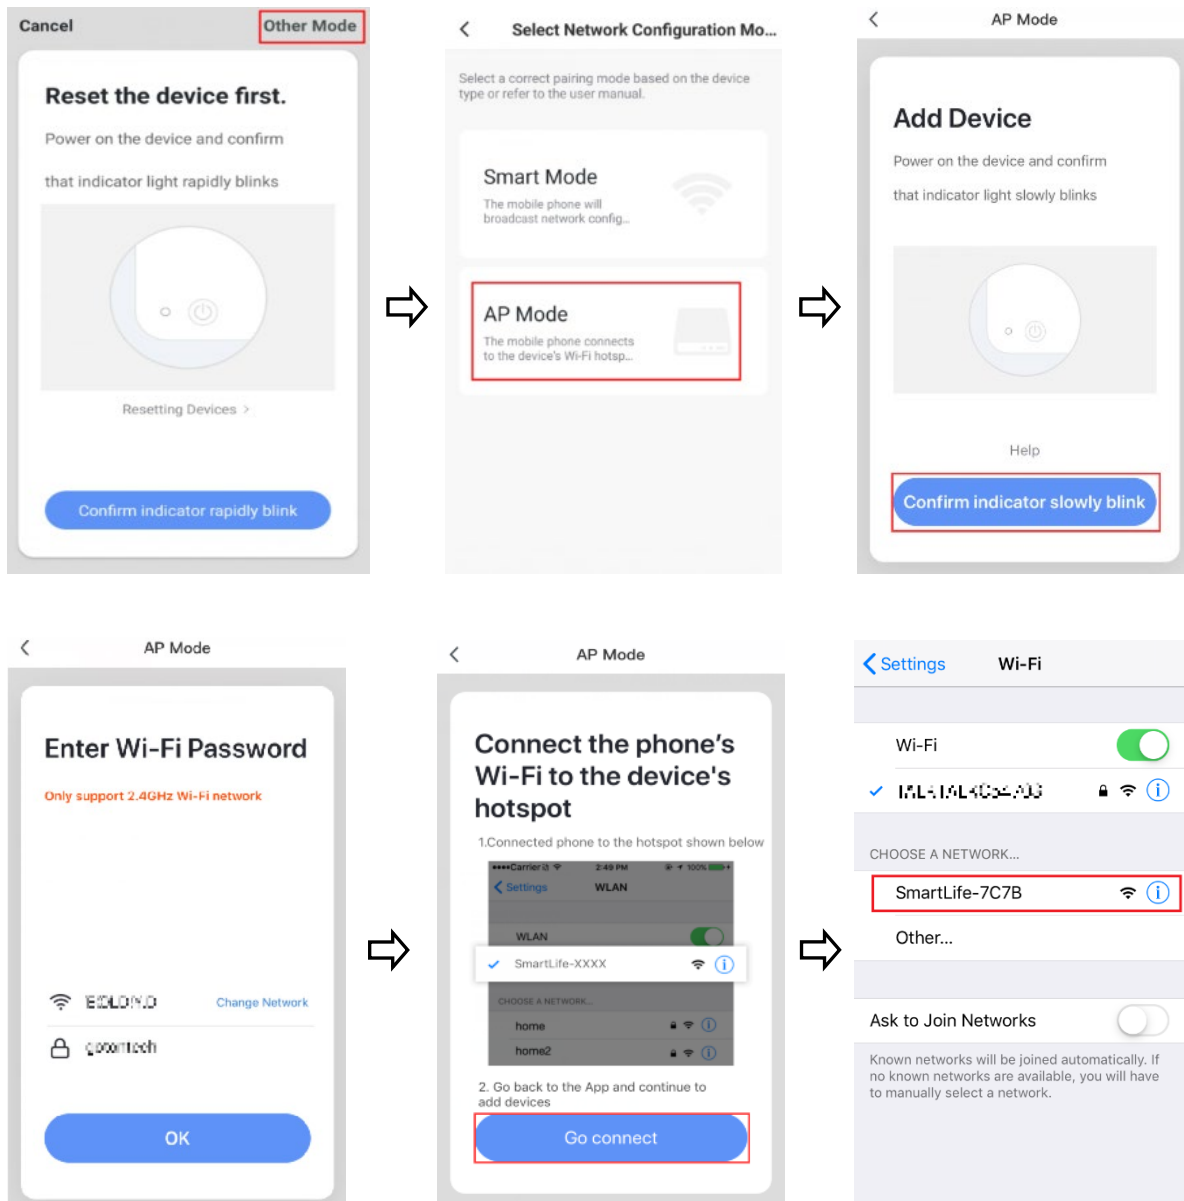 Cancel
Other Mode
Reset the device first.
Power on the device and confirm
that indicator light rapidly blinks
Resetting Devices >
Confirm indicator rapidly blink
Select Network Configuration Mo...
Select a correct pairing mode based on the device
type or refer to the user manual.
Smart Mode
The mobile phone will
broadcast network config...
AP Mode
The mobile phone connects
to the device's Wi-Fi hotsp...
AP Mode
Add Device
Power on the device and confirm
that indicator light slowly blinks
Help
Confirm indicator slowly blink
AP Mode
Enter Wi-Fi Password
Only support 2.4GHz Wi-Fi network
Change Network
OK
AP Mode
Connect the phone's
Wi-Fi to the device's
hotspot
1.Connected phone to the hotspot shown below
Carrier 2:49 PM 100%
Settings WLAN
WLAN
SmartLife-XXXX
CHOOSE A NETWORK...
home
home2
2. Go back to the App and continue to
add devices
Go connect
Settings Wi-Fi
Wi-Fi
CHOOSE A NETWORK...
SmartLife-7C7B
Other...
Ask to Join Networks
Known networks will be joined automatically. If
no known networks are available, you will have
to manually select a network.